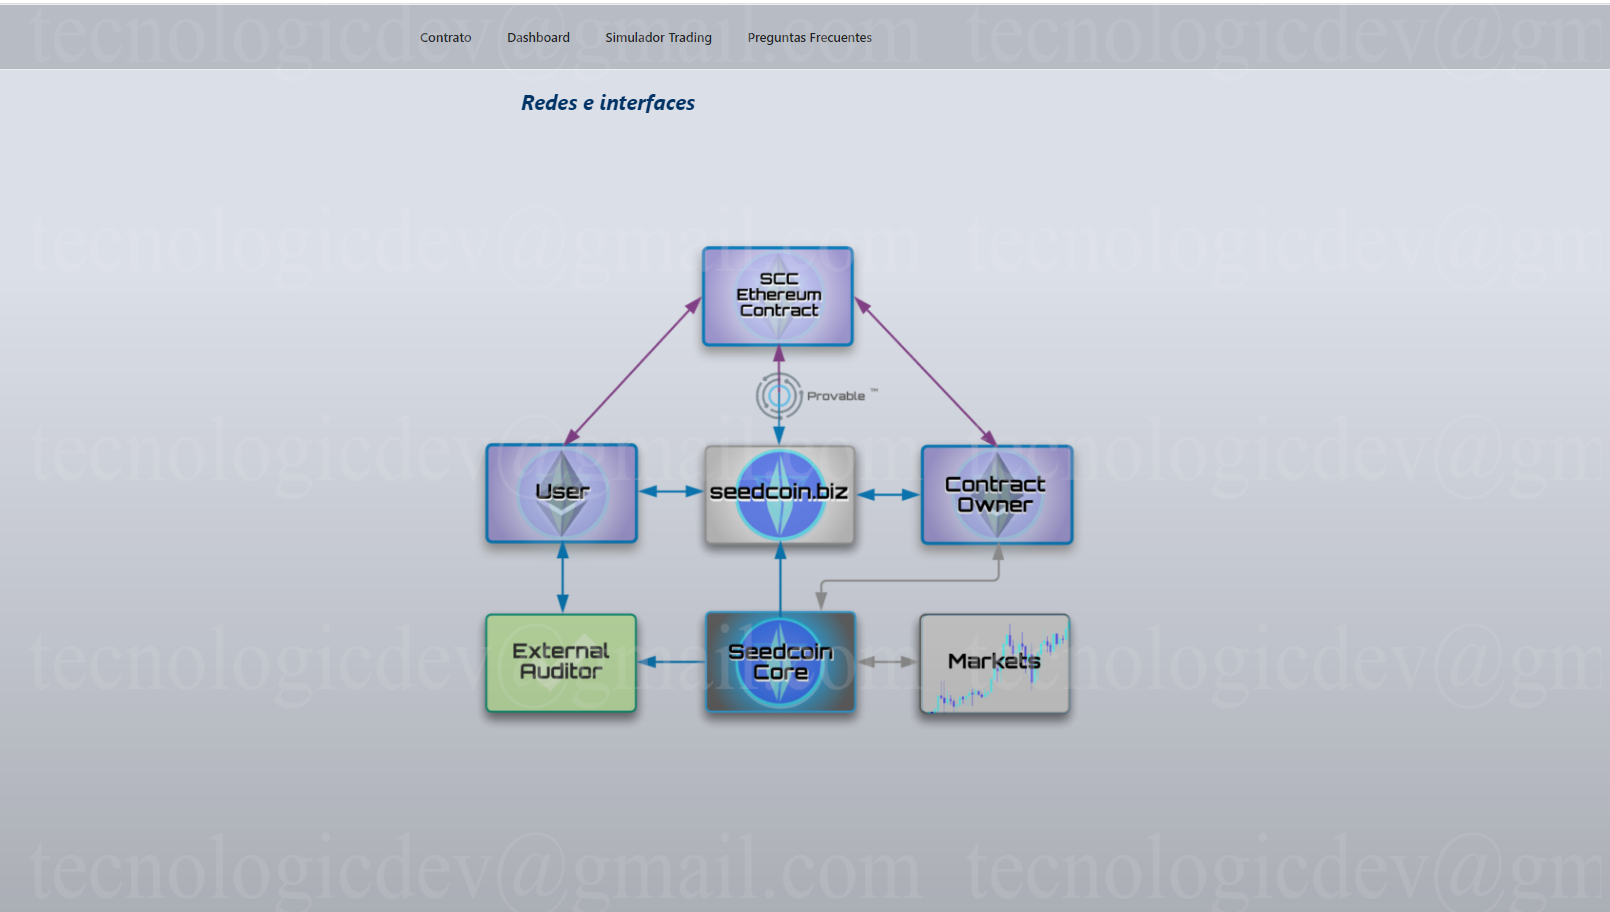 tecnologicdev@gmail.com tecnologicdev@gm
Contrato Dashboard Simulador Trading Preguntas Frecuentes
Redes e interfaces
tecnologicdev@gmail.com tecnologicdev@gm
SCC
Ethereum
Contract
Provable ™
tecnologicdev@gmail.com tecnologicdev@gm
User
seedcoin.biz
Contract
Owner
tecnologicdev@gmail.com tecnologicdev@gm
External
Auditor
Seedcoin
Core
Markets
tecnologicdev@gmail.com tecnologicdev@gm